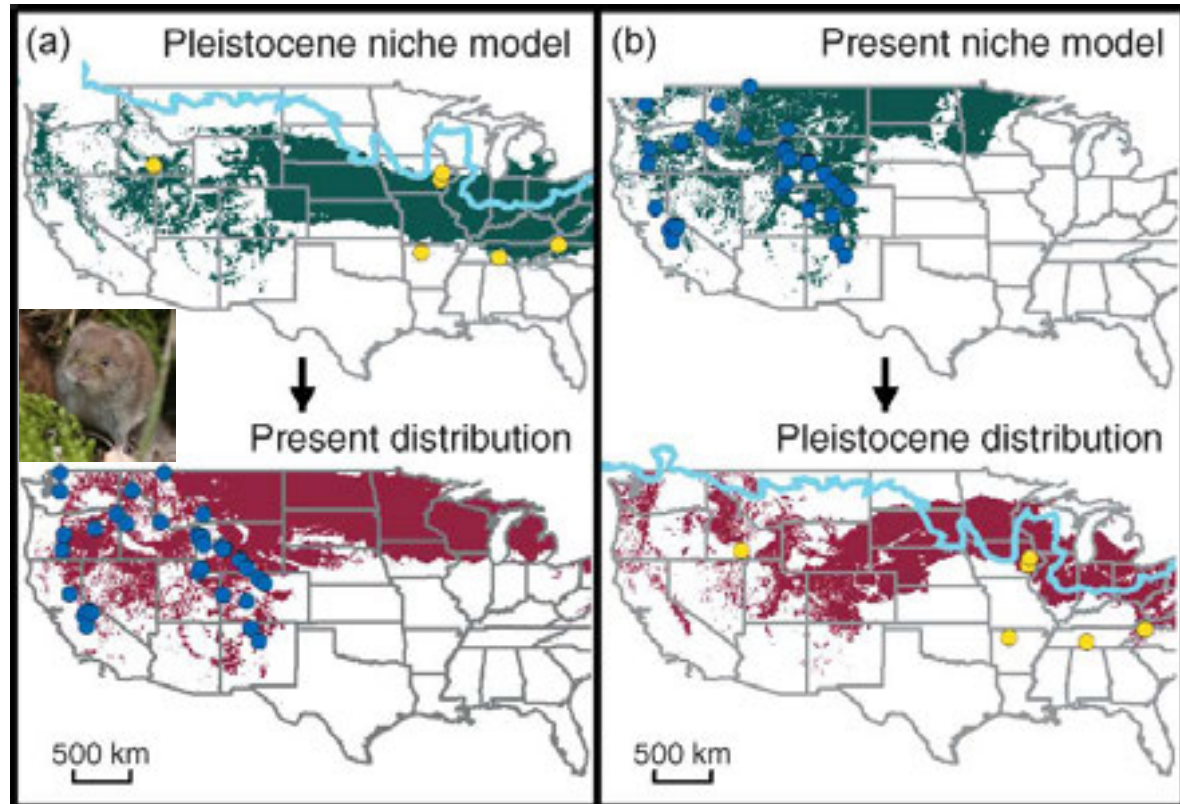 (a)
Pleistocene niche model
Present distribution
500 km
(b)
Present niche model
Pleistocene distribution
500 km